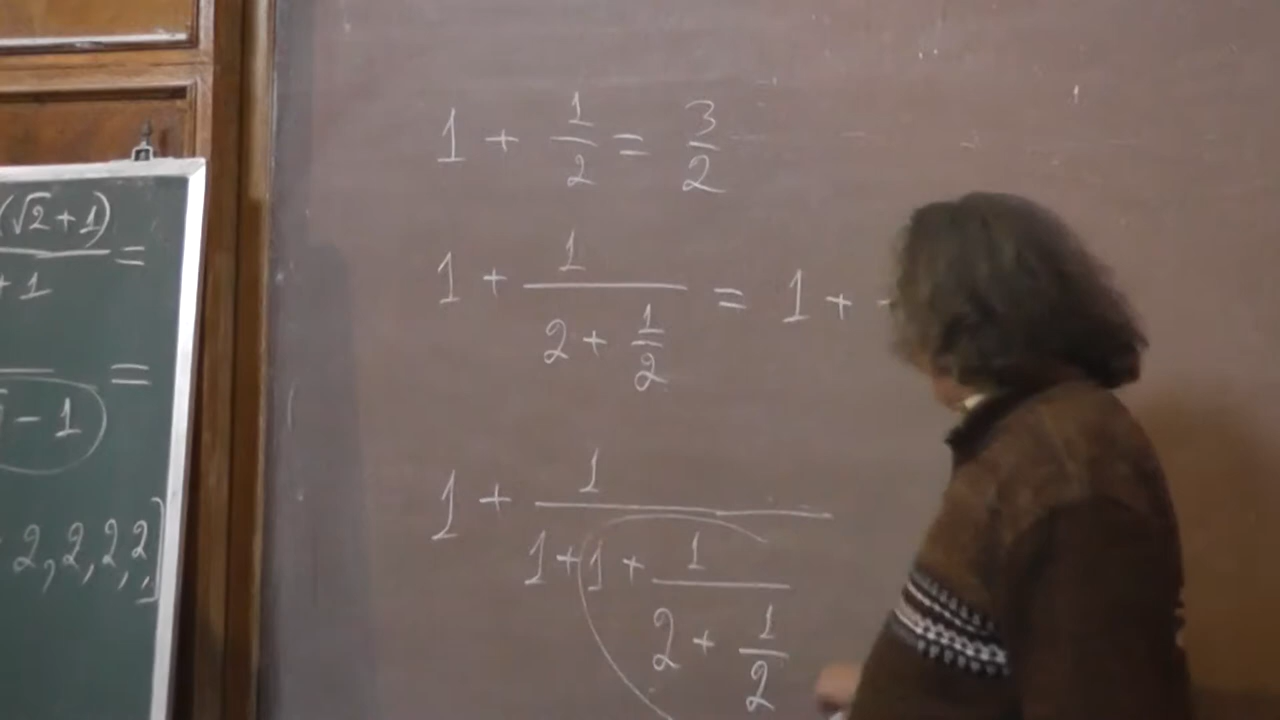 (√2+1)
+1 =
=
- 1
2,2,2,2]
1 + 1/2 = 3/2
1 + 1/(2 + 1/2) = 1 +
1 + 1/(1+1 + 1/(2 + 1/2))